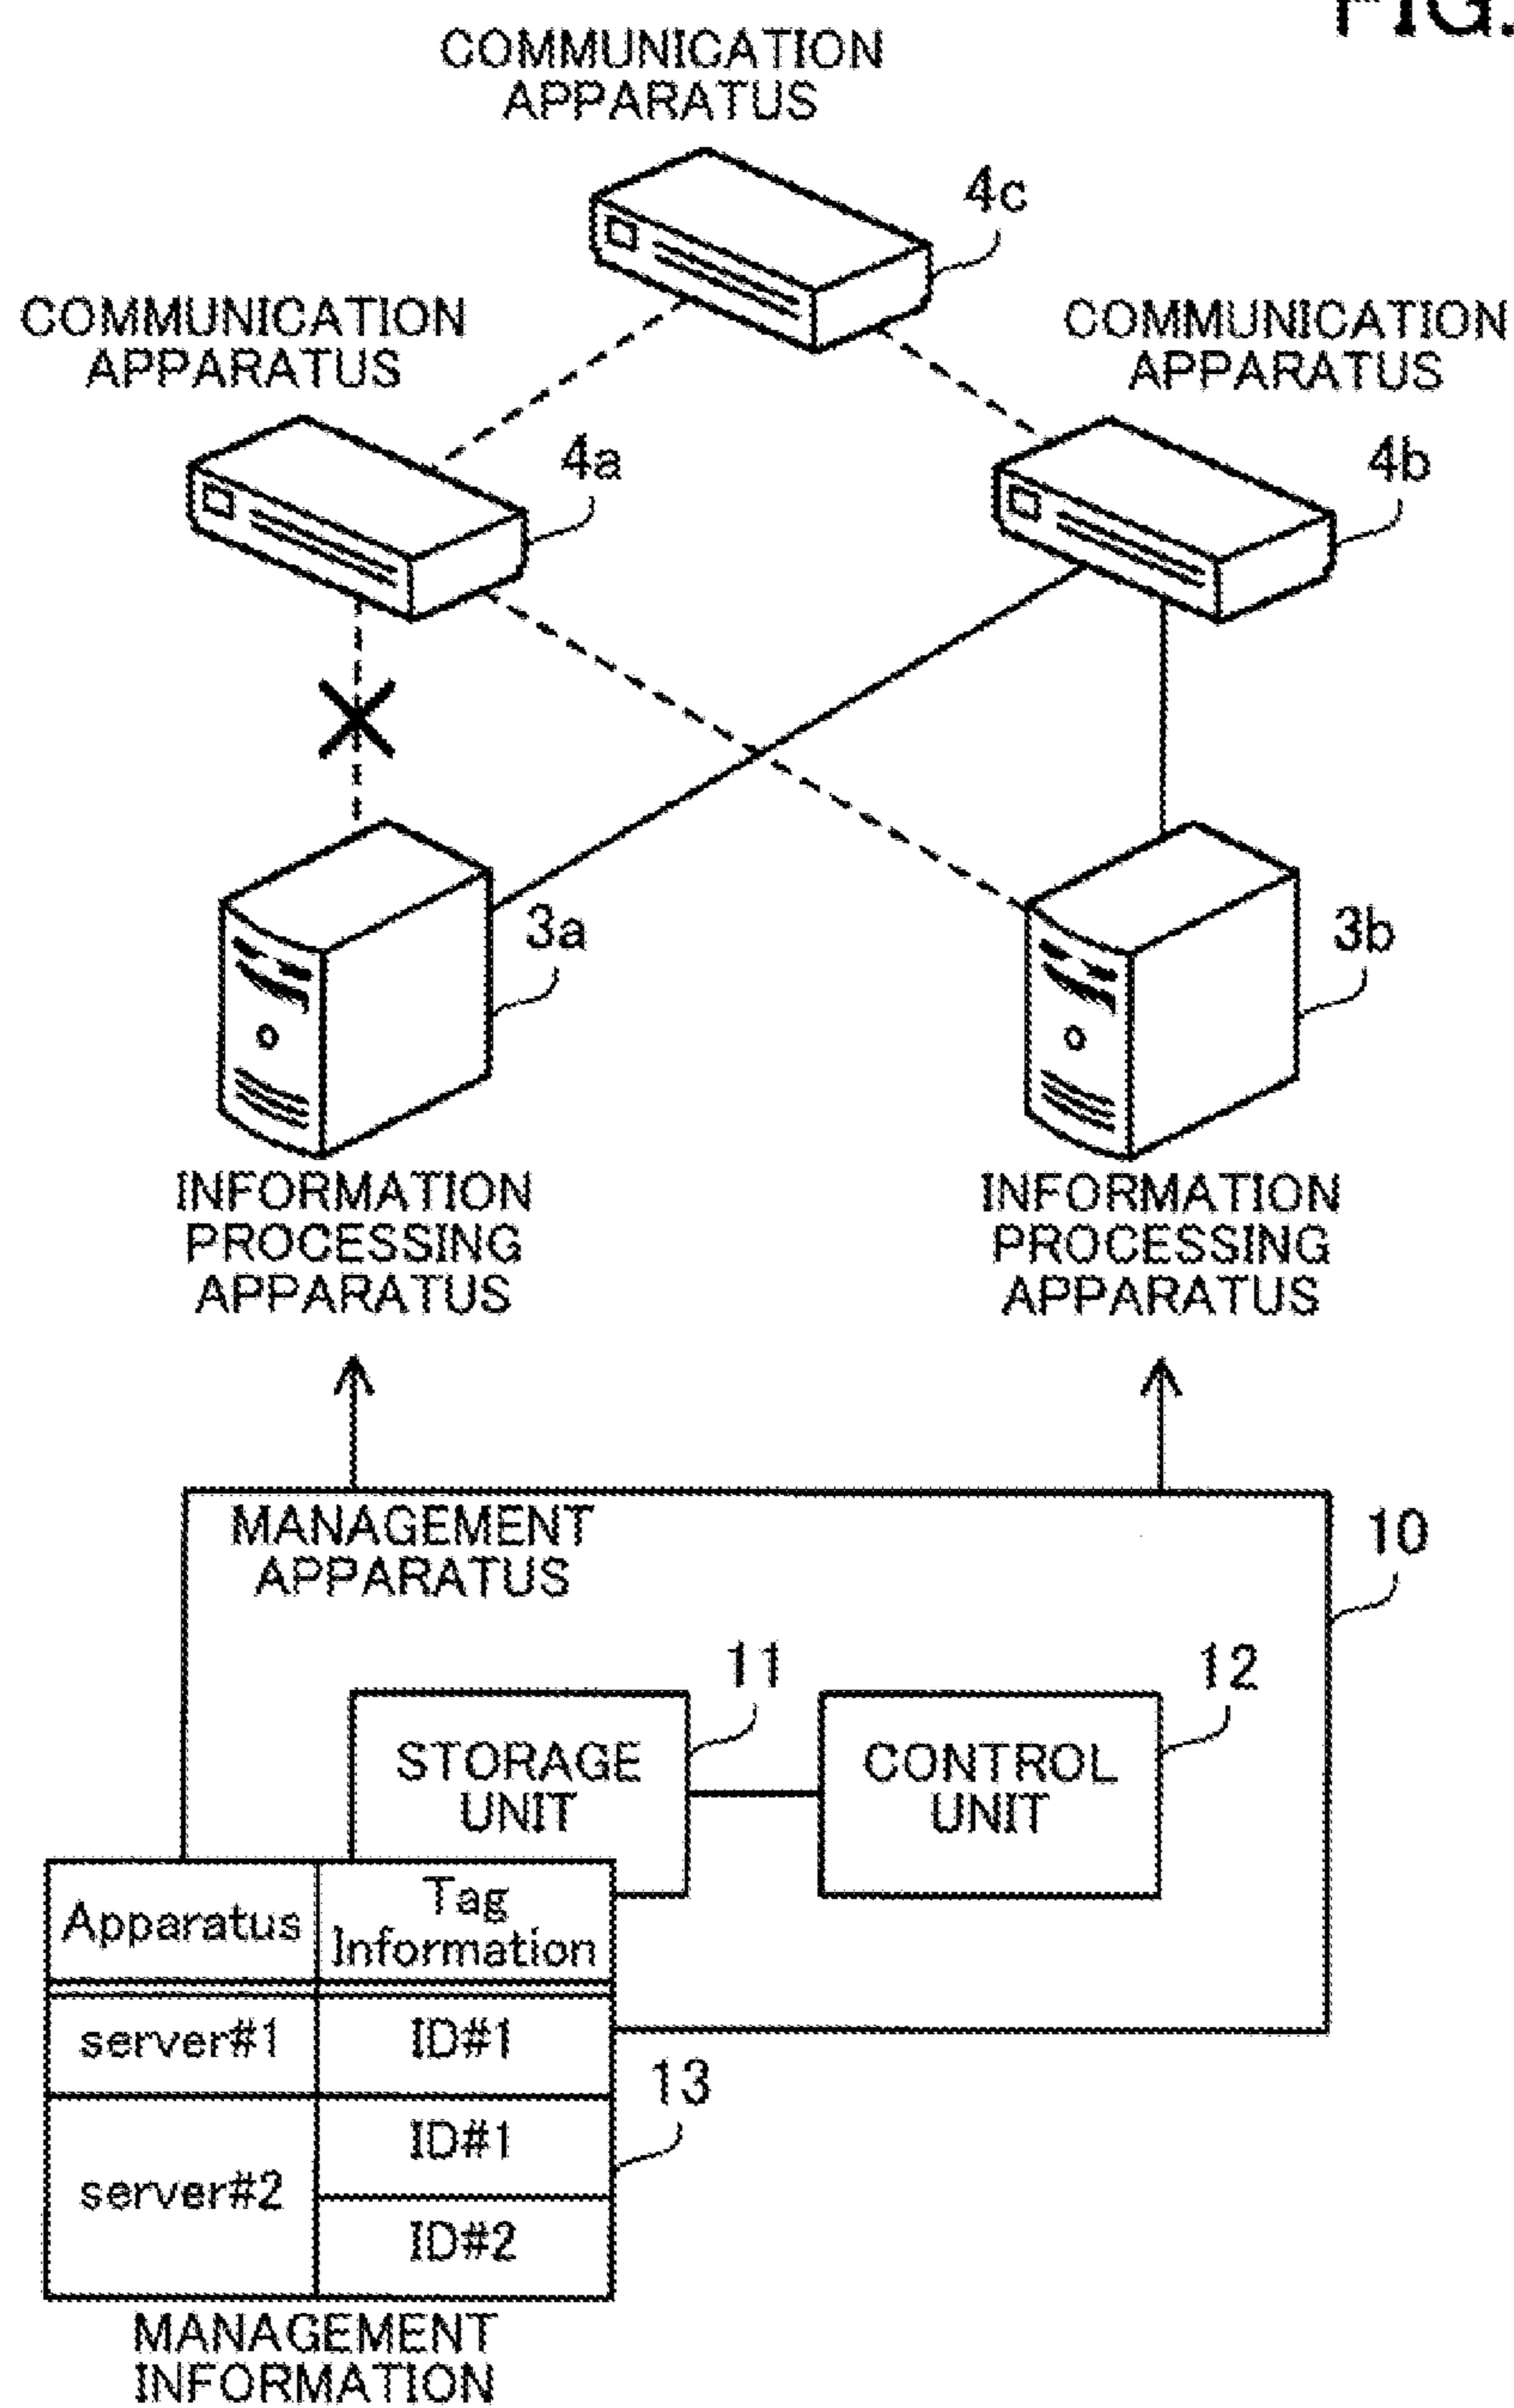 FIG.
COMMUNICATION
APPARATUS
4c
COMMUNICATION
APPARATUS
COMMUNICATION
APPARATUS
4a
4b
3a
3b
INFORMATION
PROCESSING
APPARATUS
INFORMATION
PROCESSING
APPARATUS
MANAGEMENT
APPARATUS
10
11
12
STORAGE
UNIT
CONTROL
UNIT
Apparatus
Tag
Information
server#1
ID#1
13
server#2
ID#1
ID#2
MANAGEMENT
INFORMATION